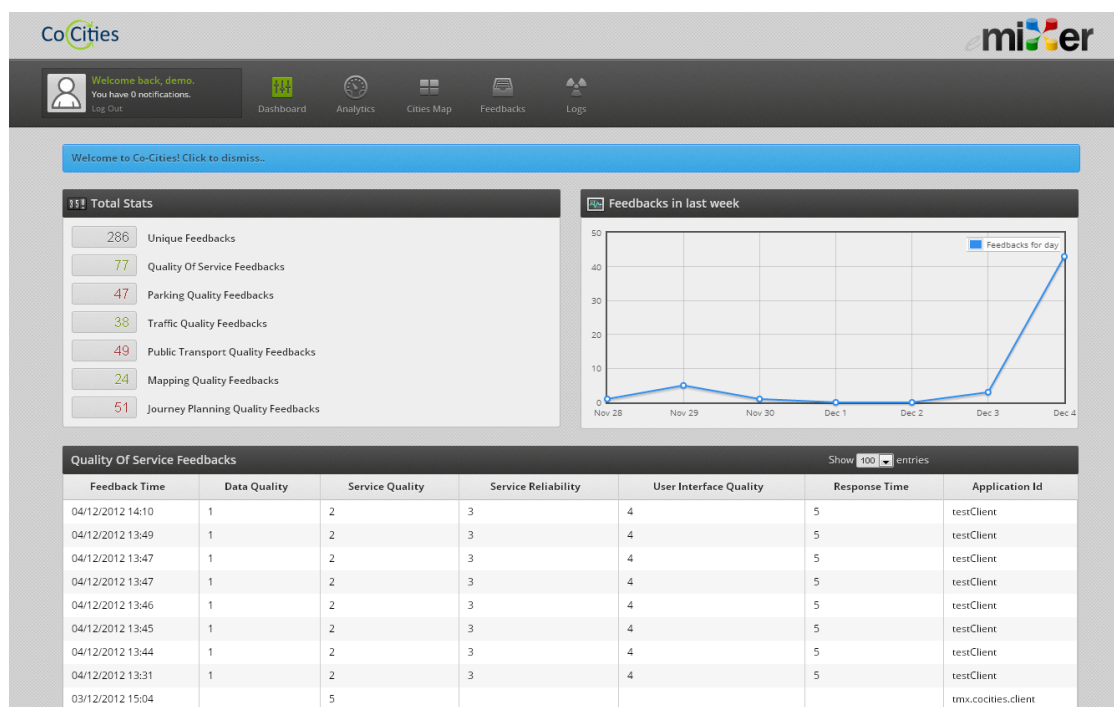 Co Cities
emixer
Welcome back, demo.
You have 0 notifications.
Log Out
Dashboard
Analytics
Cities Map
Feedbacks
Logs
Welcome to Co-Cities! Click to dismiss..
Total Stats
286 Unique Feedbacks
77 Quality Of Service Feedbacks
47 Parking Quality Feedbacks
38 Traffic Quality Feedbacks
49 Public Transport Quality Feedbacks
24 Mapping Quality Feedbacks
51 Journey Planning Quality Feedbacks
Feedbacks in last week
Feedbacks for day
50
40
30
20
10
0
Nov 28 Nov 29 Nov 30 Dec 1 Dec 2 Dec 3 Dec 4
Quality Of Service Feedbacks Show 100 entries
Feedback Time Data Quality Service Quality Service Reliability User Interface Quality Response Time Application Id
04/12/2012 14:10 1 2 3 4 5 testClient
04/12/2012 13:49 1 2 3 4 5 testClient
04/12/2012 13:47 1 2 3 4 5 testClient
04/12/2012 13:47 1 2 3 4 5 testClient
04/12/2012 13:46 1 2 3 4 5 testClient
04/12/2012 13:45 1 2 3 4 5 testClient
04/12/2012 13:44 1 2 3 4 5 testClient
04/12/2012 13:31 1 2 3 4 5 testClient
03/12/2012 15:04 5 tmx.cocities.client